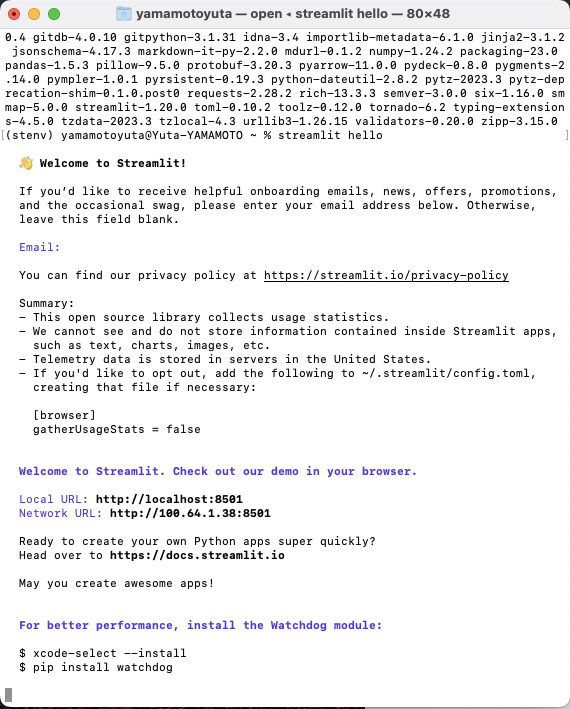 yamamotoyuta — open ◂ streamlit hello — 80×48
0.4 gitdb-4.0.10 gitpython-3.1.31 idna-3.4 importlib-metadata-6.1.0 jinja2-3.1.2
jsonschema-4.17.3 markdown-it-py-2.2.0 mdurl-0.1.2 numpy-1.24.2 packaging-23.0
pandas-1.5.3 pillow-9.5.0 protobuf-3.20.3 pyarrow-11.0.0 pydeck-0.8.0 pygments-2
.14.0 pympler-1.0.1 pyrsistent-0.19.3 python-dateutil-2.8.2 pytz-2023.3 pytz-dep
recation-shim-0.1.0.post0 requests-2.28.2 rich-13.3.3 semver-3.0.0 six-1.16.0 sm
map-5.0.0 streamlit-1.20.0 toml-0.10.2 toolz-0.12.0 tornado-6.2 typing-extension
s-4.5.0 tzdata-2023.3 tzlocal-4.3 urllib3-1.26.15 validators-0.20.0 zipp-3.15.0
[(stenv) yamamotoyuta@Yuta-YAMAMOTO ~ % streamlit hello ]
👋 Welcome to Streamlit!
If you’d like to receive helpful onboarding emails, news, offers, promotions,
and the occasional swag, please enter your email address below. Otherwise,
leave this field blank.
Email:
You can find our privacy policy at https://streamlit.io/privacy-policy
Summary:
- This open source library collects usage statistics.
- We cannot see and do not store information contained inside Streamlit apps,
such as text, charts, images, etc.
- Telemetry data is stored in servers in the United States.
- If you'd like to opt out, add the following to ~/.streamlit/config.toml,
creating that file if necessary:
[browser]
gatherUsageStats = false
Welcome to Streamlit. Check out our demo in your browser.
Local URL: http://localhost:8501
Network URL: http://100.64.1.38:8501
Ready to create your own Python apps super quickly?
Head over to https://docs.streamlit.io
May you create awesome apps!
For better performance, install the Watchdog module:
$ xcode-select --install
$ pip install watchdog